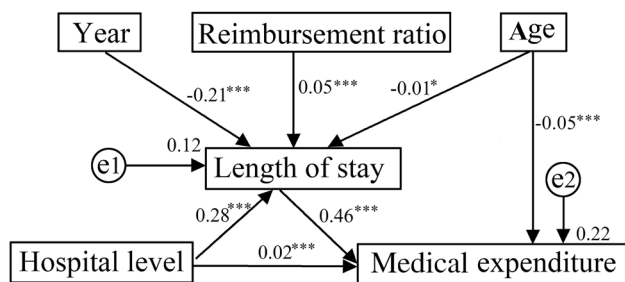 Year
Reimbursement ratio
Age
-0.21***
0.05***
-0.01*
-0.05***
0.12
e1
Length of stay
e2
0.28***
0.46***
0.22
0.02***
Hospital level
Medical expenditure